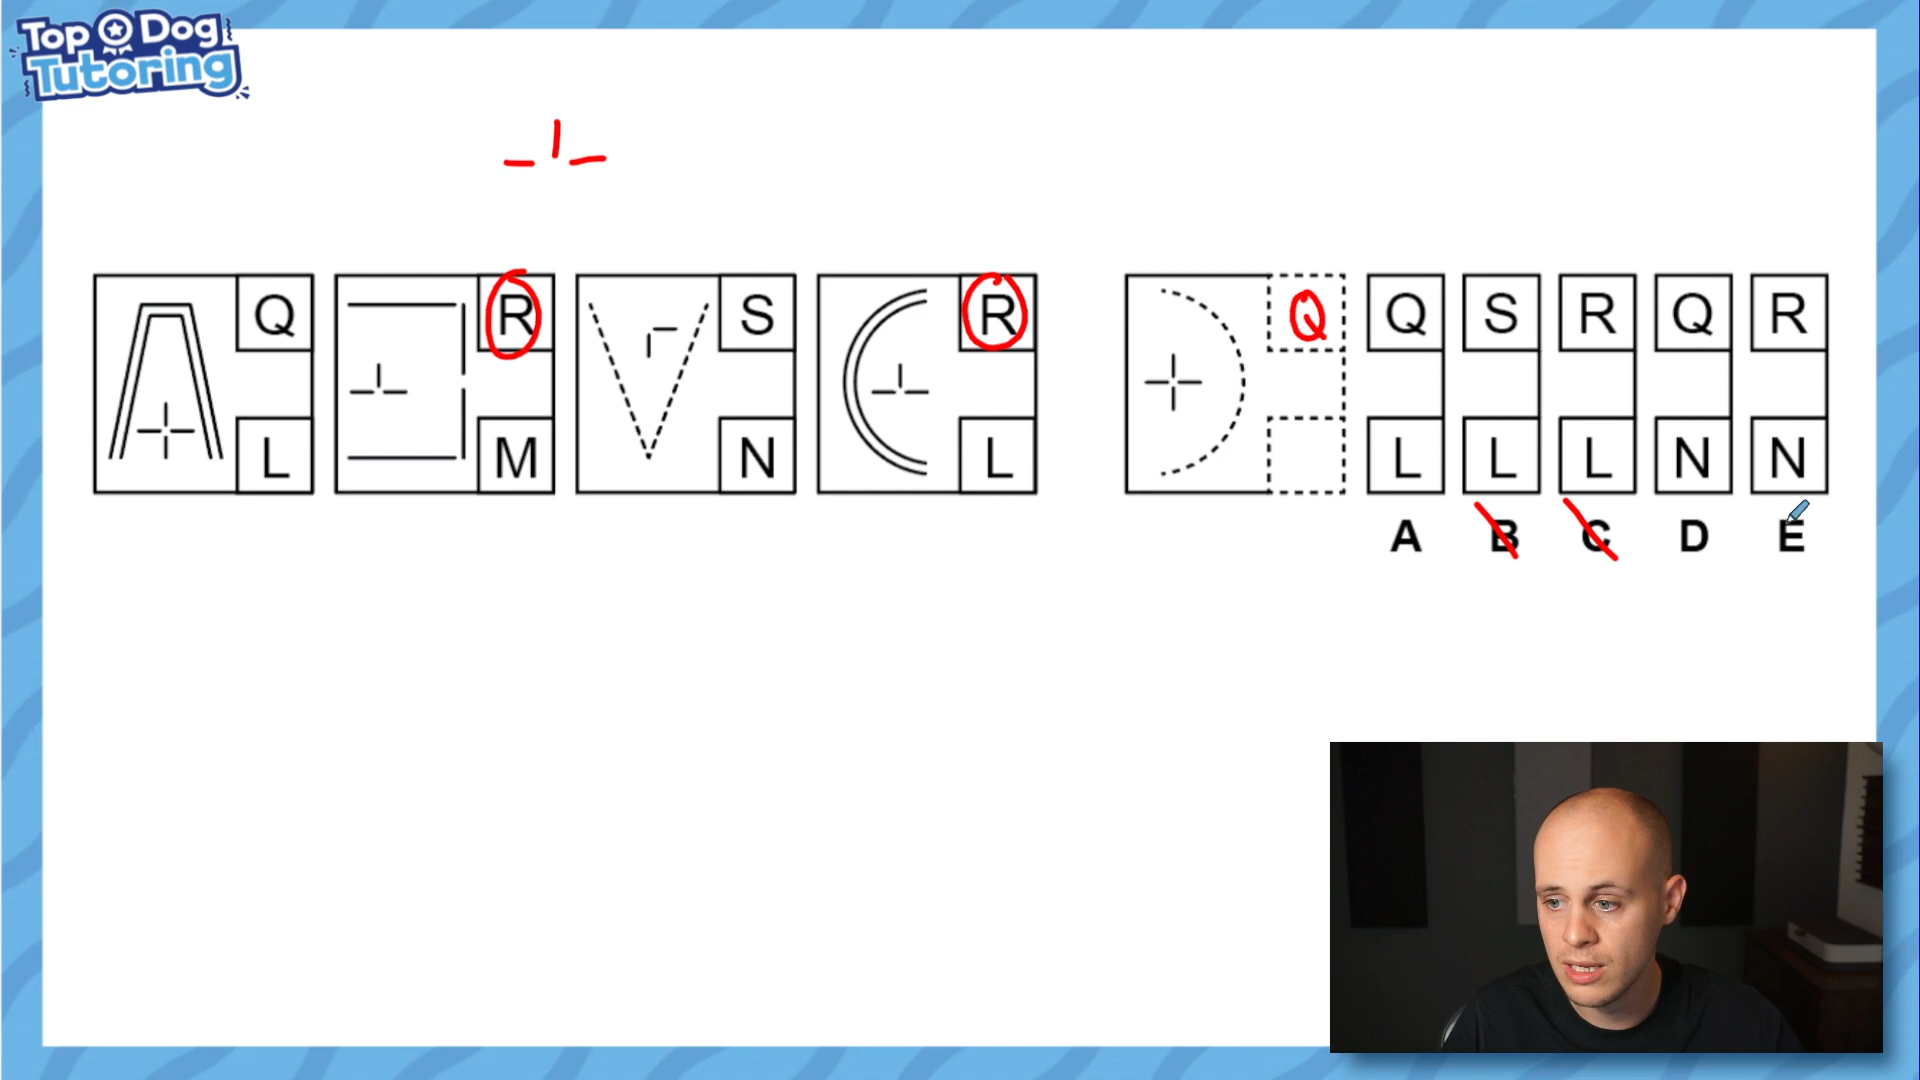 Top Dog
Tutoring
Q R S R Q Q S R Q R
L M N L L L L N N
A B C D E